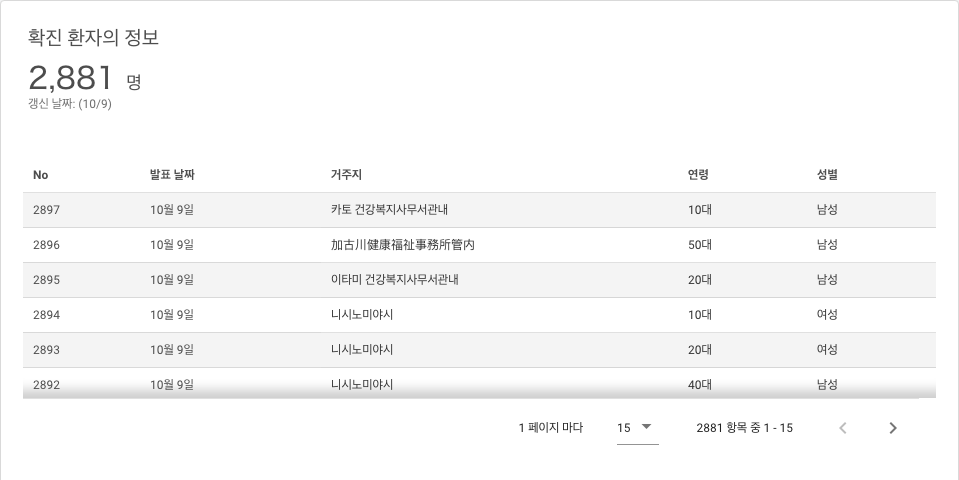 확진 환자의 정보
2,881 명
갱신 날짜: (10/9)
No 발표 날짜 거주지 연령 성별
2897 10월 9일 카토 건강복지사무서관내 10대 남성
2896 10월 9일 加古川健康福祉事務所管内 50대 남성
2895 10월 9일 이타미 건강복지사무서관내 20대 남성
2894 10월 9일 니시노미야시 10대 여성
2893 10월 9일 니시노미야시 20대 여성
2892 10월 9일 니시노미야시 40대 남성
1 페이지 마다 15 2881 항목 중 1 - 15